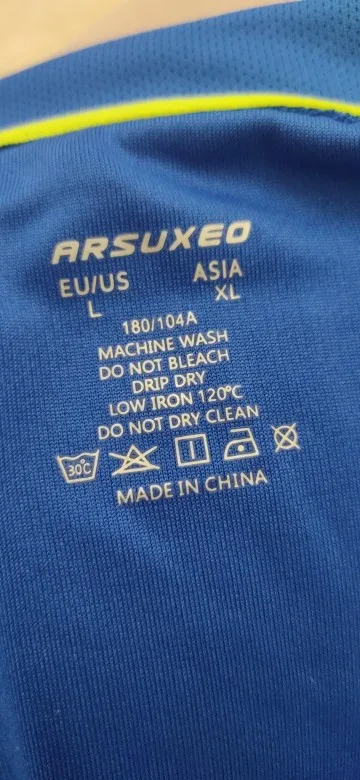 ARSUXEO
EU/US ASIA
L XL
180/104A
MACHINE WASH
DO NOT BLEACH
DRIP DRY
LOW IRON 120℃
DO NOT DRY CLEAN
30℃
MADE IN CHINA